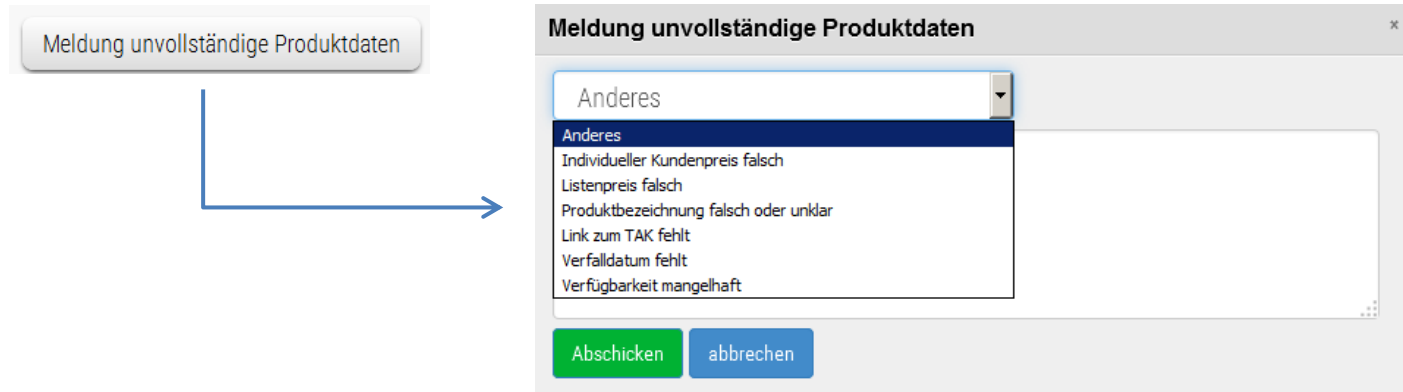 Meldung unvollständige Produktdaten
Meldung unvollständige Produktdaten
×
Anderes
Anderes
Individueller Kundenpreis falsch
Listenpreis falsch
Produktbezeichnung falsch oder unklar
Link zum TAK fehlt
Verfalldatum fehlt
Verfügbarkeit mangelhaft
Abschicken
abbrechen